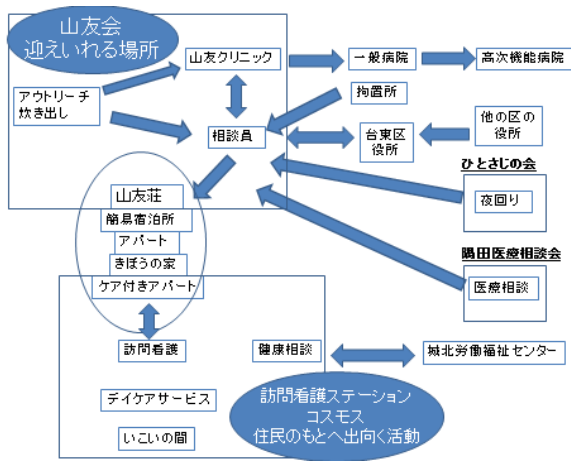 山友会
迎えいれる場所
山友クリニック
一般病院
高次機能病院
アウトリーチ
炊き出し
拘置所
相談員
台東区
役所
他の区の
役所
ひとさじの会
夜回り
山友荘
簡易宿泊所
アパート
きぼうの家
ケア付きアパート
隅田医療相談会
医療相談
訪問看護
健康相談
城北労働福祉センター
デイケアサービス
いこいの間
訪問看護ステーション
コスモス
住民のもとへ出向く活動